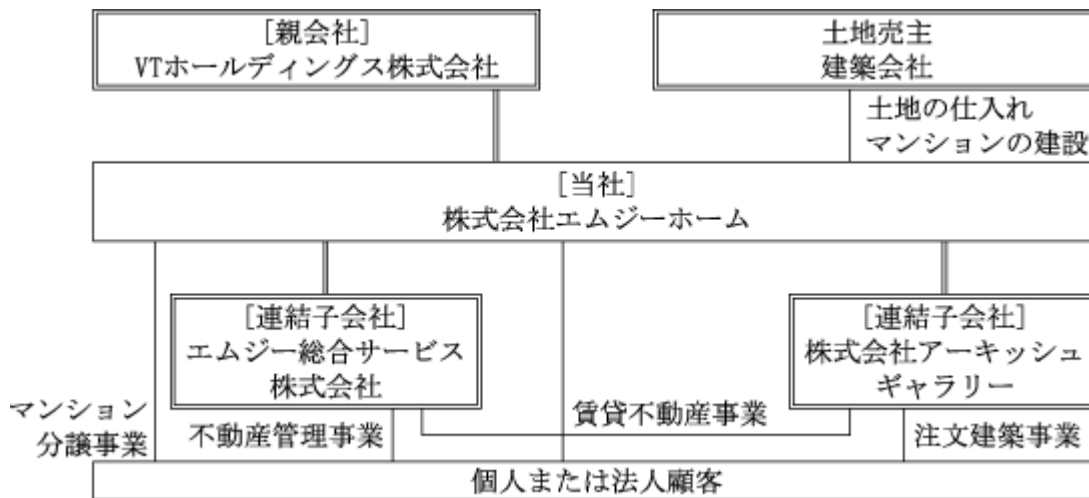 [親会社]
VTホールディングス株式会社
土地売主
建築会社
土地の仕入れ
マンションの建設
[当社]
株式会社エムジーホーム
[連結子会社]
エムジー総合サービス
株式会社
[連結子会社]
株式会社アーキッシュ
ギャラリー
マンション
分譲事業
不動産管理事業
賃貸不動産事業
注文建築事業
個人または法人顧客